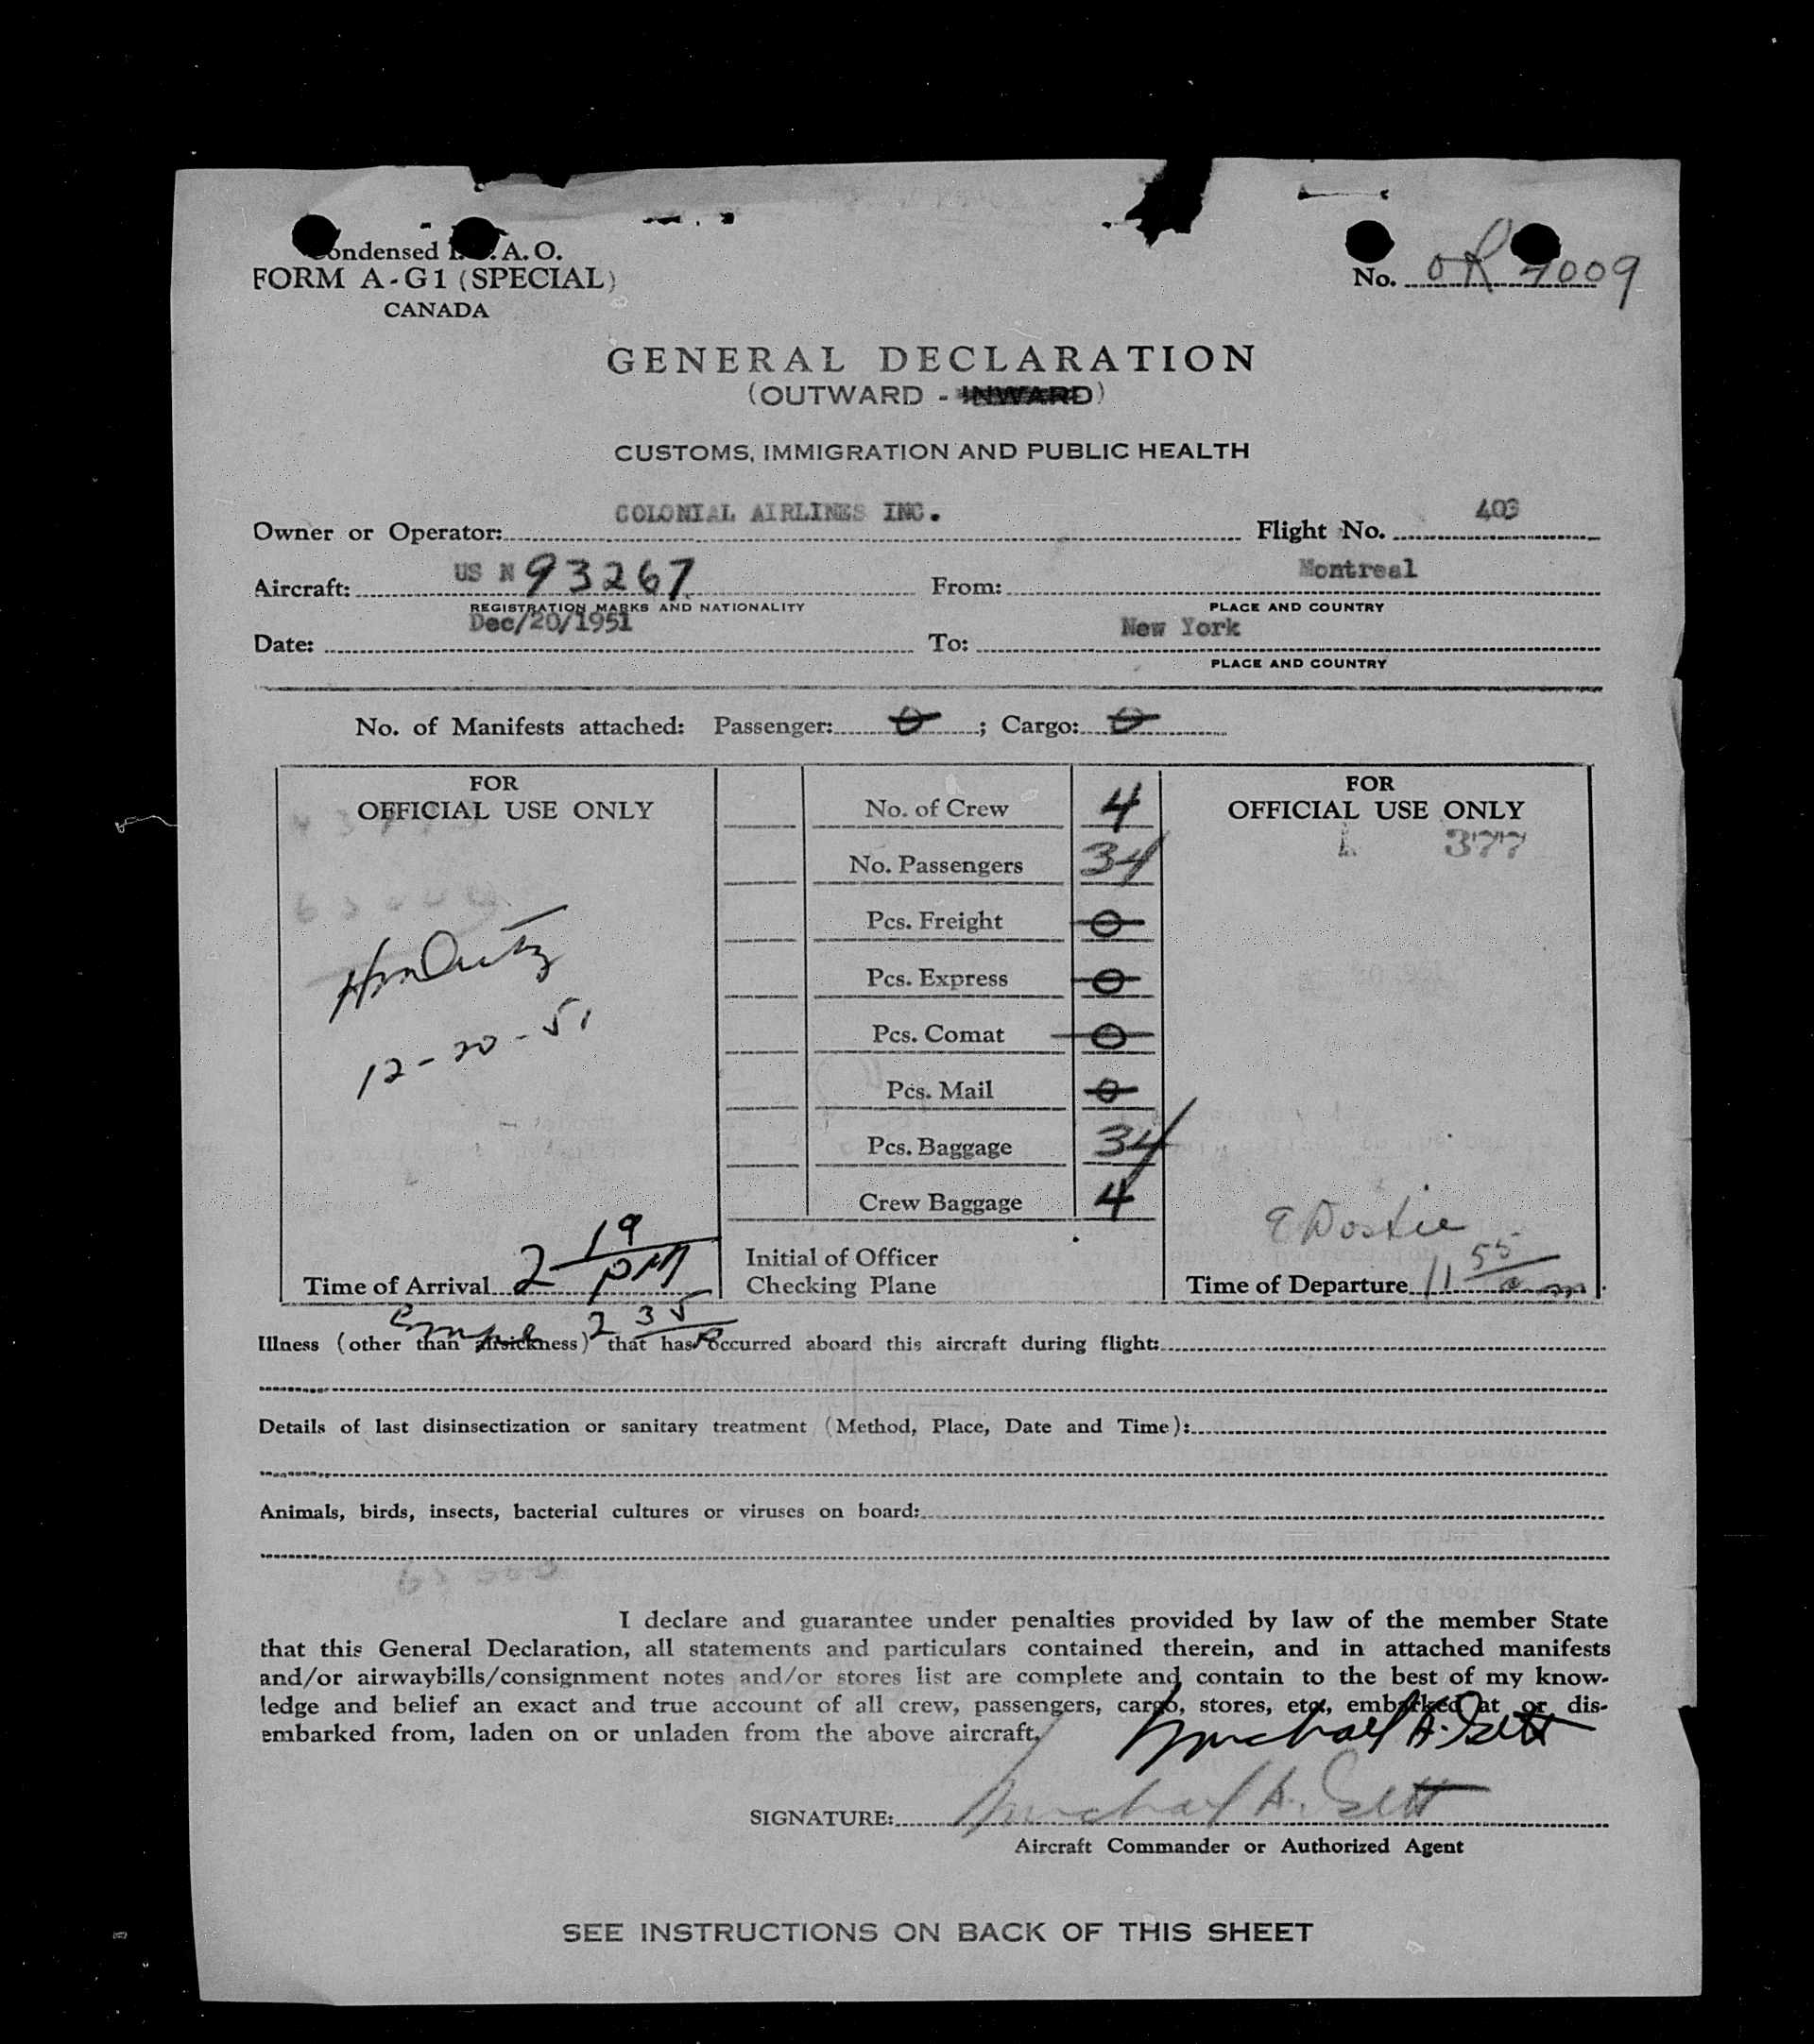 ondensed I. .A.O.
FORM A-G1 (SPECIAL)
CANADA
No. OR 7009
GENERAL DECLARATION
(OUTWARD - INWARD)
CUSTOMS, IMMIGRATION AND PUBLIC HEALTH
Owner or Operator: COLONIAL AIRLINES INC. Flight No. 403
Aircraft: US N 93267 From: Montreal
REGISTRATION MARKS AND NATIONALITY PLACE AND COUNTRY
Date: Dec/20/1951 To: New York
PLACE AND COUNTRY
No. of Manifests attached: Passenger: 0 ; Cargo: 0
FOR
OFFICIAL USE ONLY
12-20-51
Time of Arrival 2 19 PM
No. of Crew 4
No. Passengers 34
Pcs. Freight 0
Pcs. Express 0
Pcs. Comat 0
Pcs. Mail 0
Pcs. Baggage 34
Crew Baggage 4
Initial of Officer
Checking Plane
FOR
OFFICIAL USE ONLY
L 377
E Dostie
Time of Departure 11 55 a.m.
2 35 P
Illness (other than airsickness) that has occurred aboard this aircraft during flight:
Details of last disinsectization or sanitary treatment (Method, Place, Date and Time):
Animals, birds, insects, bacterial cultures or viruses on board:
I declare and guarantee under penalties provided by law of the member State
that this General Declaration, all statements and particulars contained therein, and in attached manifests
and/or airwaybills/consignment notes and/or stores list are complete and contain to the best of my know-
ledge and belief an exact and true account of all crew, passengers, cargo, stores, etc., embarked at or dis-
embarked from, laden on or unladen from the above aircraft.
Michael A.
SIGNATURE: Michael A.
Aircraft Commander or Authorized Agent
SEE INSTRUCTIONS ON BACK OF THIS SHEET